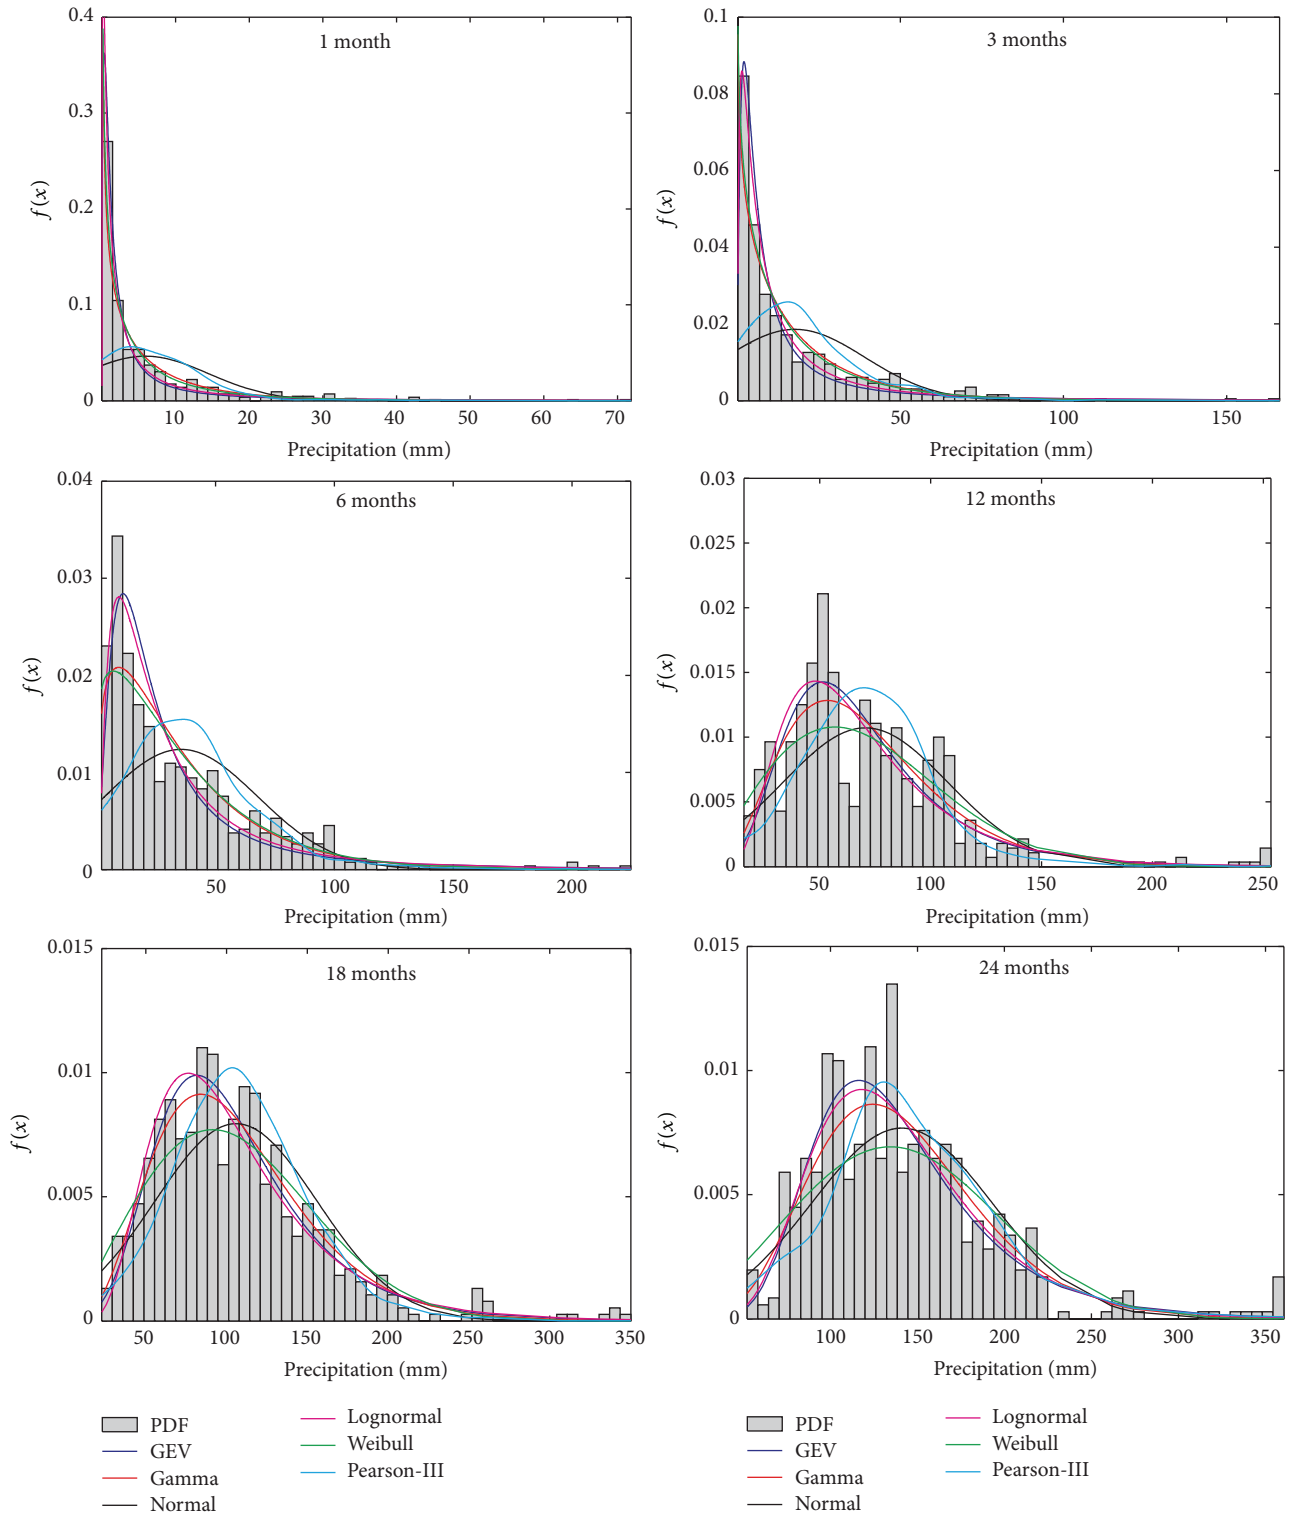 1 month
0.4
0.3
0.2
0.1
0
f(x)
10 20 30 40 50 60 70
Precipitation (mm)
3 months
0.1
0.08
0.06
0.04
0.02
0
f(x)
50 100 150
Precipitation (mm)
6 months
0.04
0.03
0.02
0.01
0
f(x)
50 100 150 200
Precipitation (mm)
12 months
0.03
0.025
0.02
0.015
0.01
0.005
0
f(x)
50 100 150 200 250
Precipitation (mm)
18 months
0.015
0.01
0.005
0
f(x)
50 100 150 200 250 300 350
Precipitation (mm)
24 months
0.015
0.01
0.005
0
f(x)
100 150 200 250 300 350
Precipitation (mm)
PDF
GEV
Gamma
Normal
Lognormal
Weibull
Pearson-III
PDF
GEV
Gamma
Normal
Lognormal
Weibull
Pearson-III